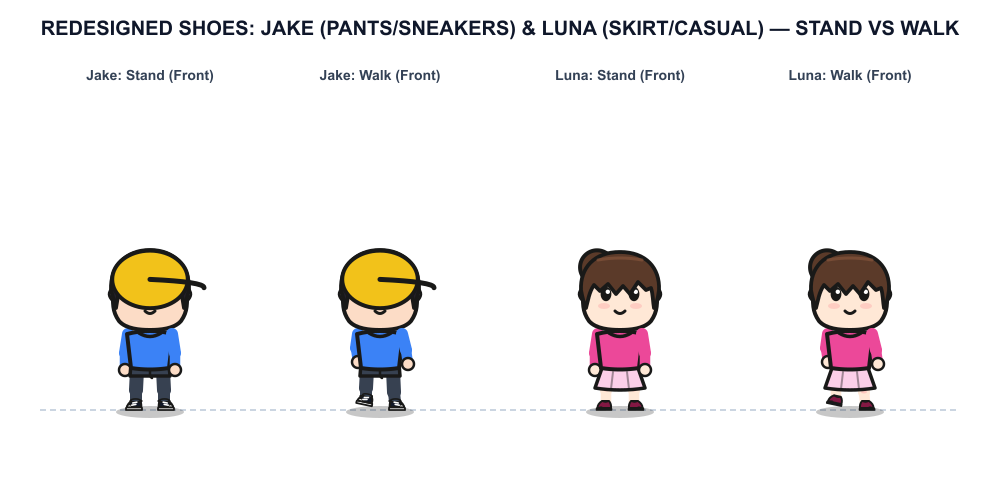 REDESIGNED SHOES: JAKE (PANTS/SNEAKERS) & LUNA (SKIRT/CASUAL) — STAND VS WALK
Jake: Stand (Front)
Jake: Walk (Front)
Luna: Stand (Front)
Luna: Walk (Front)